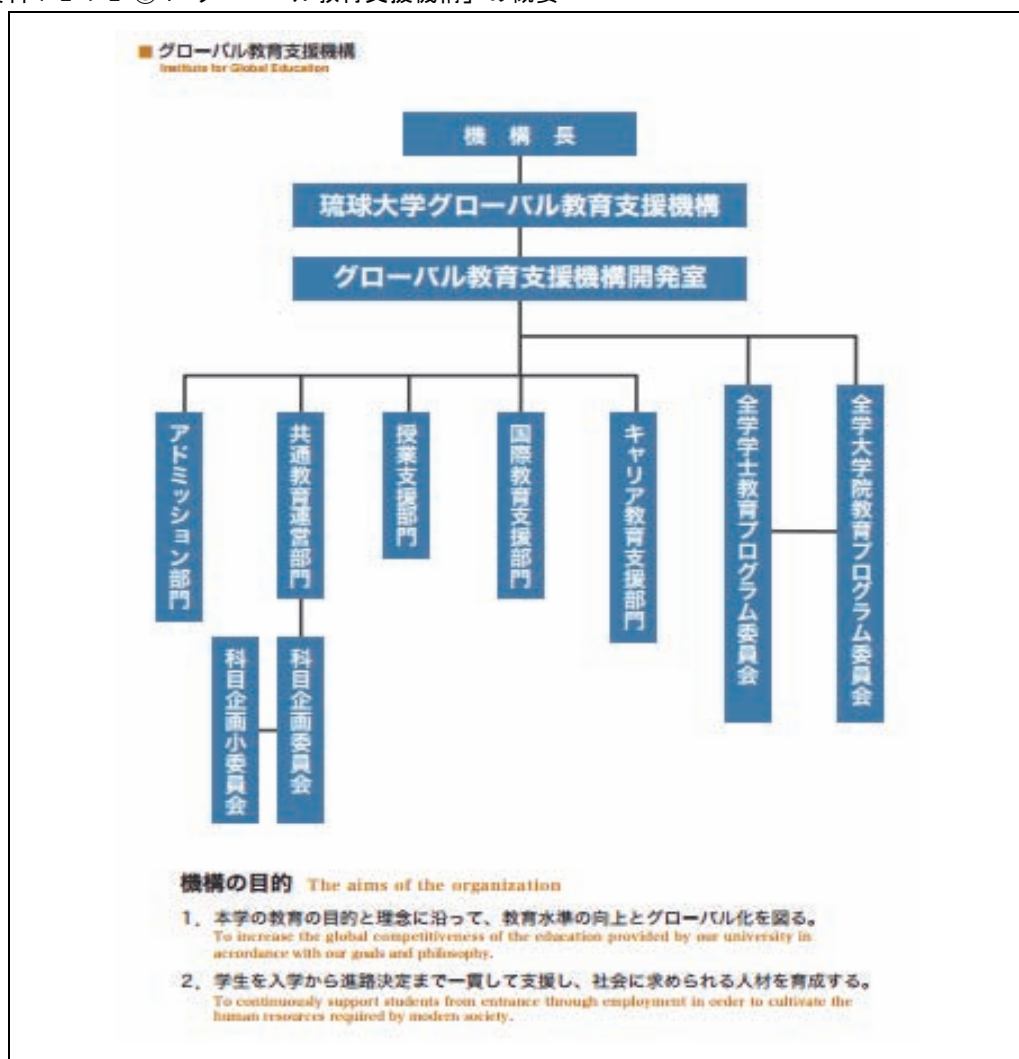 グローバル教育支援機構
Institute for Global Education
機 構 長
琉球大学グローバル教育支援機構
グローバル教育支援機構開発室
アドミッション部門
共通教育運営部門
授業支援部門
国際教育支援部門
キャリア教育支援部門
全学学士教育プログラム委員会
全学大学院教育プログラム委員会
科目企画小委員会
科目企画委員会
機構の目的 The aims of the organization
1．本学の教育の目的と理念に沿って、教育水準の向上とグローバル化を図る。
To increase the global competitiveness of the education provided by our university in
accordance with our goals and philosophy.
2．学生を入学から進路決定まで一貫して支援し、社会に求められる人材を育成する。
To continuously support students from entrance through employment in order to cultivate the
human resources required by modern society.